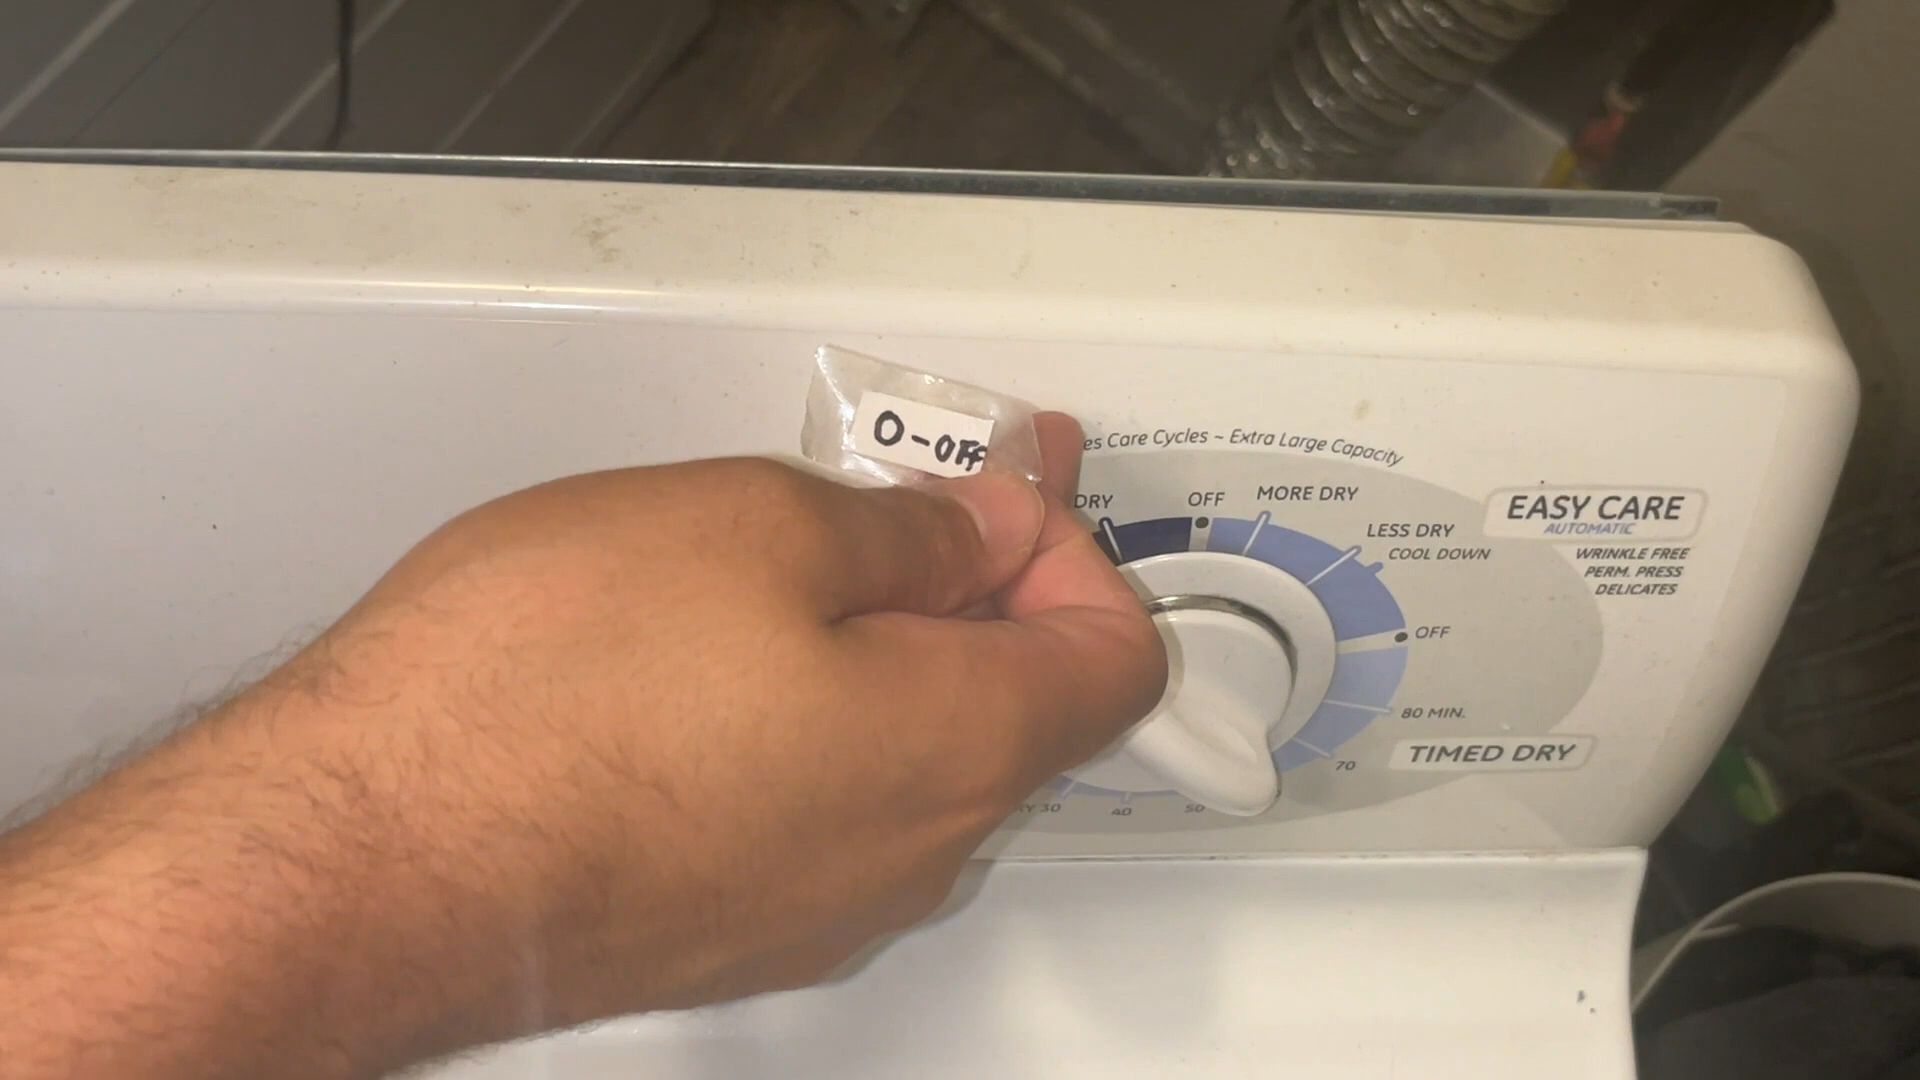 O-OFF
es Care Cycles ~ Extra Large Capacity
DRY
OFF
MORE DRY
LESS DRY
COOL DOWN
EASY CARE
AUTOMATIC
WRINKLE FREE
PERM. PRESS
DELICATES
OFF
80 MIN.
TIMED DRY
70
50
40
RY 30